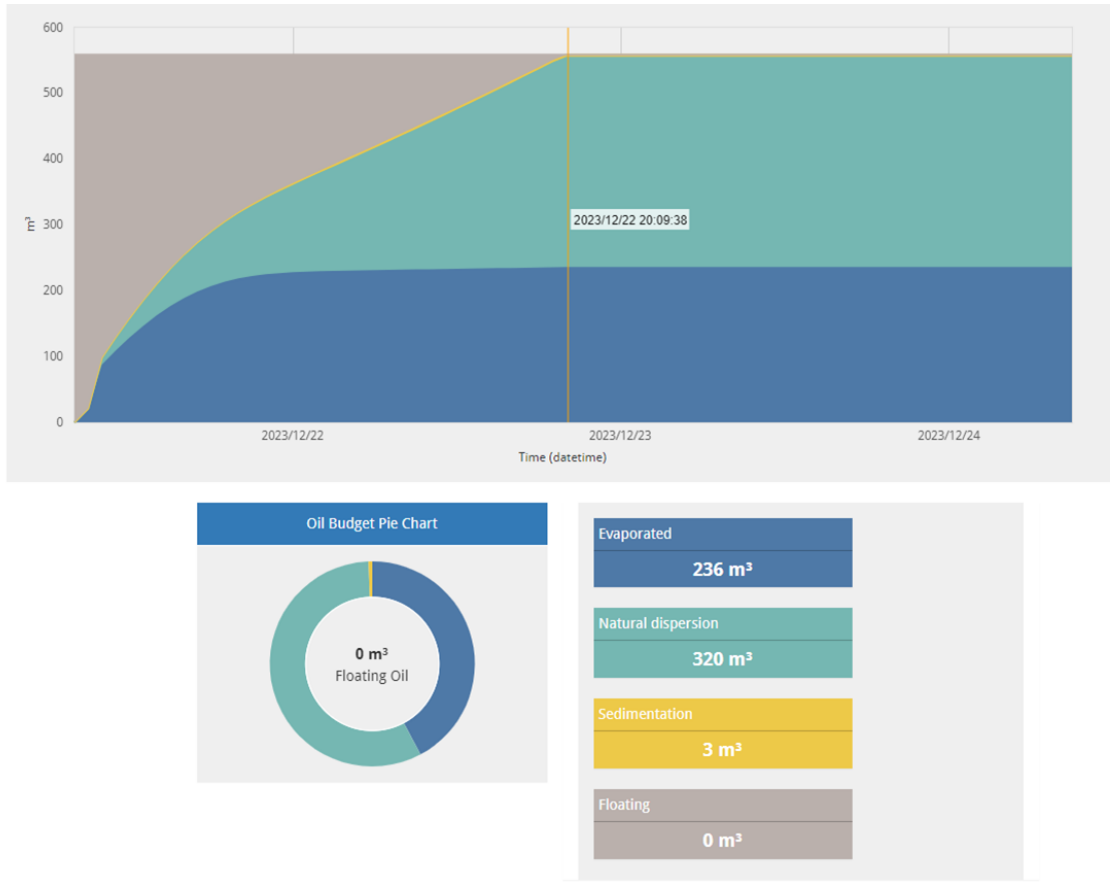 600
500
400
300
200
100
0
m³
2023/12/22 20:09:38
2023/12/22
2023/12/23
2023/12/24
Time (datetime)
Oil Budget Pie Chart
0 m³
Floating Oil
Evaporated
236 m³
Natural dispersion
320 m³
Sedimentation
3 m³
Floating
0 m³